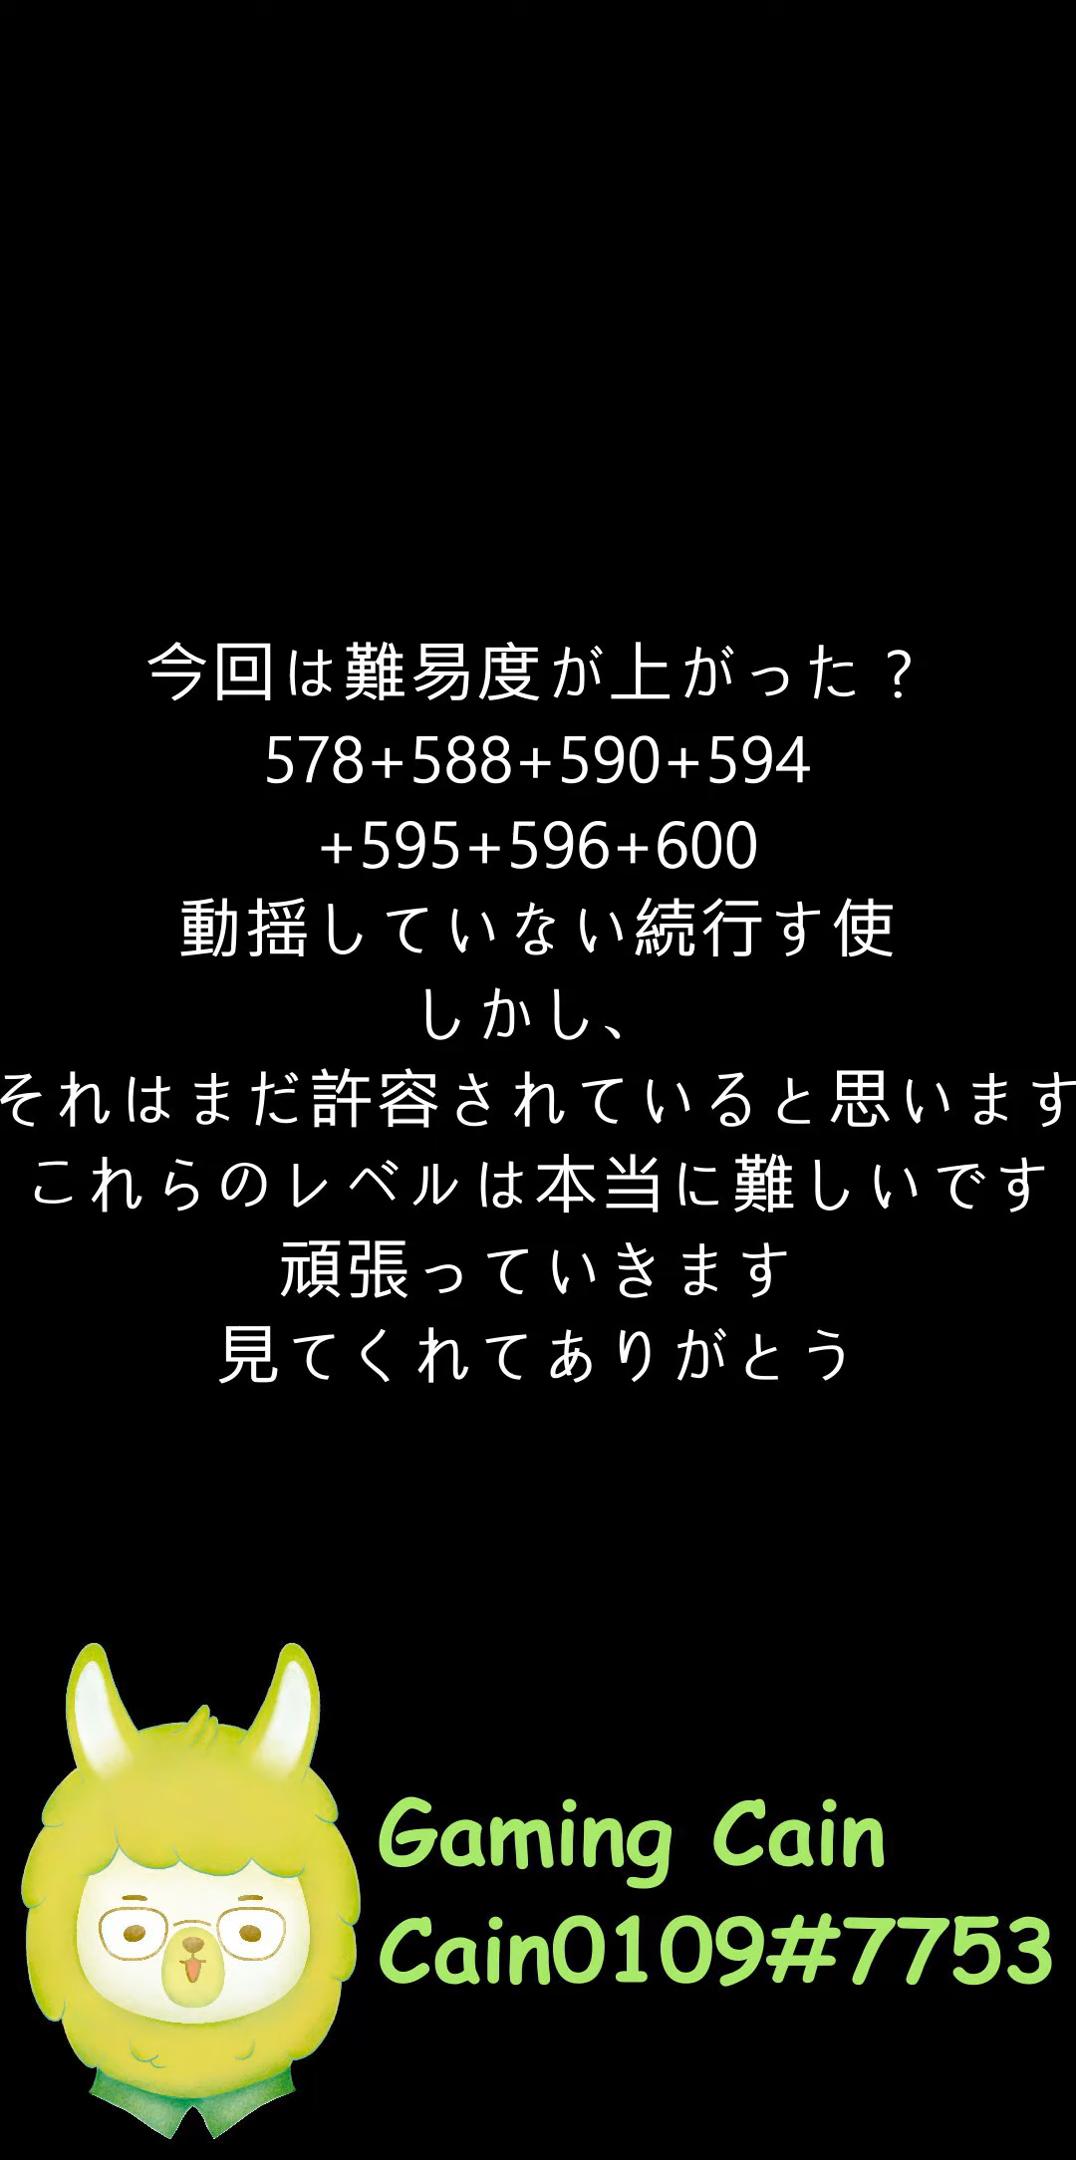 今回は難易度が上がった？
578+588+590+594
+595+596+600
動揺していない続行す使
しかし、
それはまだ許容されていると思います
これらのレベルは本当に難しいです
頑張っていきます
見てくれてありがとう
Gaming Cain
Cain0109#7753